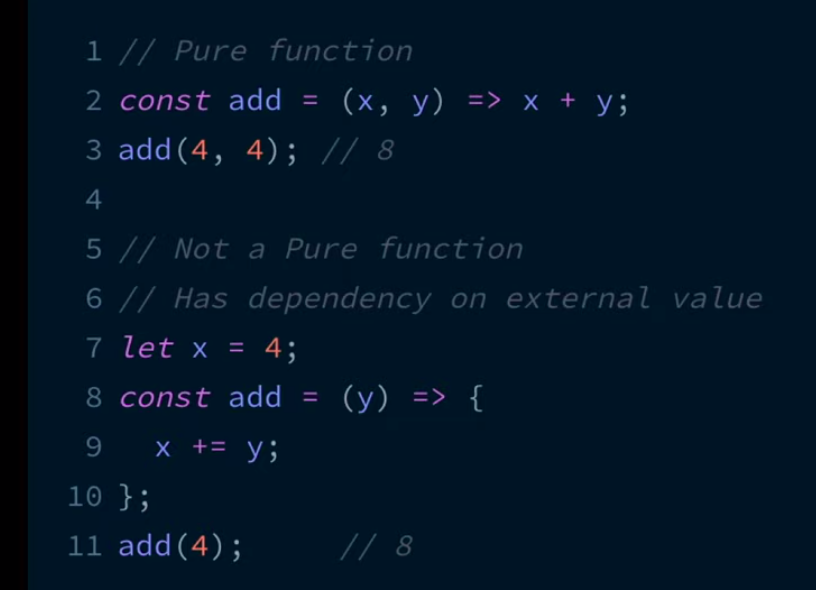 1 // Pure function
2 const add = (x, y) => x + y;
3 add(4, 4); // 8
4
5 // Not a Pure function
6 // Has dependency on external value
7 let x = 4;
8 const add = (y) => {
9   x += y;
10 };
11 add(4);     // 8